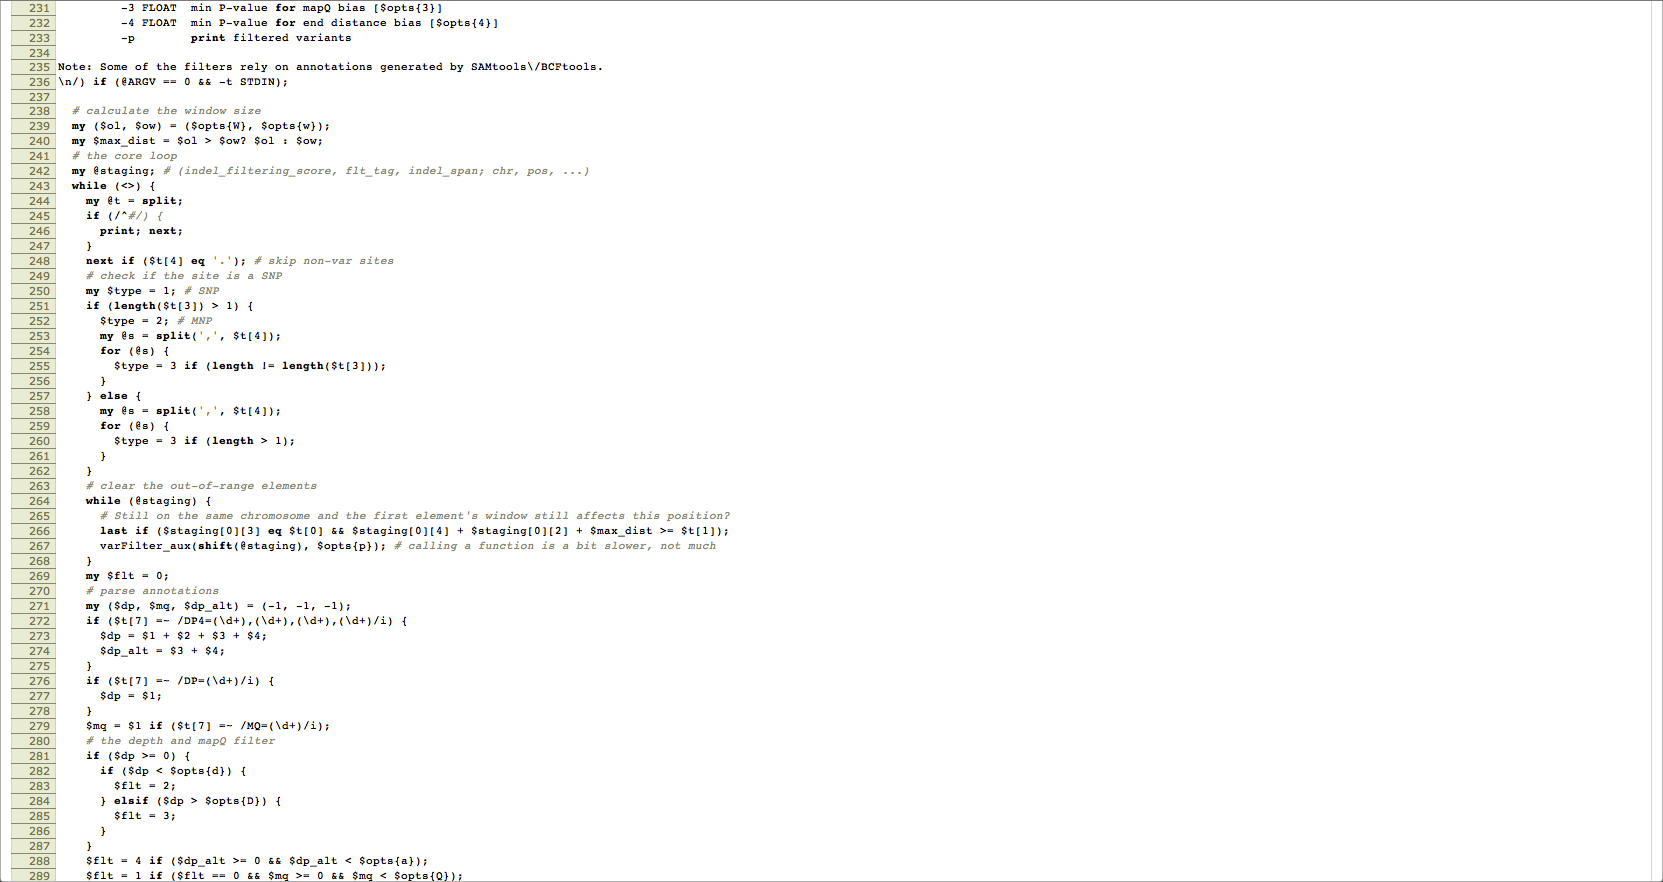 231 -3 FLOAT min P-value for mapQ bias [$opts{3}]
232 -4 FLOAT min P-value for end distance bias [$opts{4}]
233 -p print filtered variants
234
235 Note: Some of the filters rely on annotations generated by SAMtools\/BCFtools.
236 \n/) if (@ARGV == 0 && -t STDIN);
237
238 # calculate the window size
239 my ($ol, $ow) = ($opts{W}, $opts{w});
240 my $max_dist = $ol > $ow? $ol : $ow;
241 # the core loop
242 my @staging; # (indel_filtering_score, flt_tag, indel_span; chr, pos, ...)
243 while (<>) {
244 my @t = split;
245 if (/^#/) {
246 print; next;
247 }
248 next if ($t[4] eq '.'); # skip non-var sites
249 # check if the site is a SNP
250 my $type = 1; # SNP
251 if (length($t[3]) > 1) {
252 $type = 2; # MNP
253 my @s = split(',', $t[4]);
254 for (@s) {
255 $type = 3 if (length != length($t[3]));
256 }
257 } else {
258 my @s = split(',', $t[4]);
259 for (@s) {
260 $type = 3 if (length > 1);
261 }
262 }
263 # clear the out-of-range elements
264 while (@staging) {
265 # Still on the same chromosome and the first element's window still affects this position?
266 last if ($staging[0][3] eq $t[0] && $staging[0][4] + $staging[0][2] + $max_dist >= $t[1]);
267 varFilter_aux(shift(@staging), $opts{p}); # calling a function is a bit slower, not much
268 }
269 my $flt = 0;
270 # parse annotations
271 my ($dp, $mq, $dp_alt) = (-1, -1, -1);
272 if ($t[7] =~ /DP4=(\d+),(\d+),(\d+),(\d+)/i) {
273 $dp = $1 + $2 + $3 + $4;
274 $dp_alt = $3 + $4;
275 }
276 if ($t[7] =~ /DP=(\d+)/i) {
277 $dp = $1;
278 }
279 $mq = $1 if ($t[7] =~ /MQ=(\d+)/i);
280 # the depth and mapQ filter
281 if ($dp >= 0) {
282 if ($dp < $opts{d}) {
283 $flt = 2;
284 } elsif ($dp > $opts{D}) {
285 $flt = 3;
286 }
287 }
288 $flt = 4 if ($dp_alt >= 0 && $dp_alt < $opts{a});
289 $flt = 1 if ($flt == 0 && $mq >= 0 && $mq < $opts{Q});